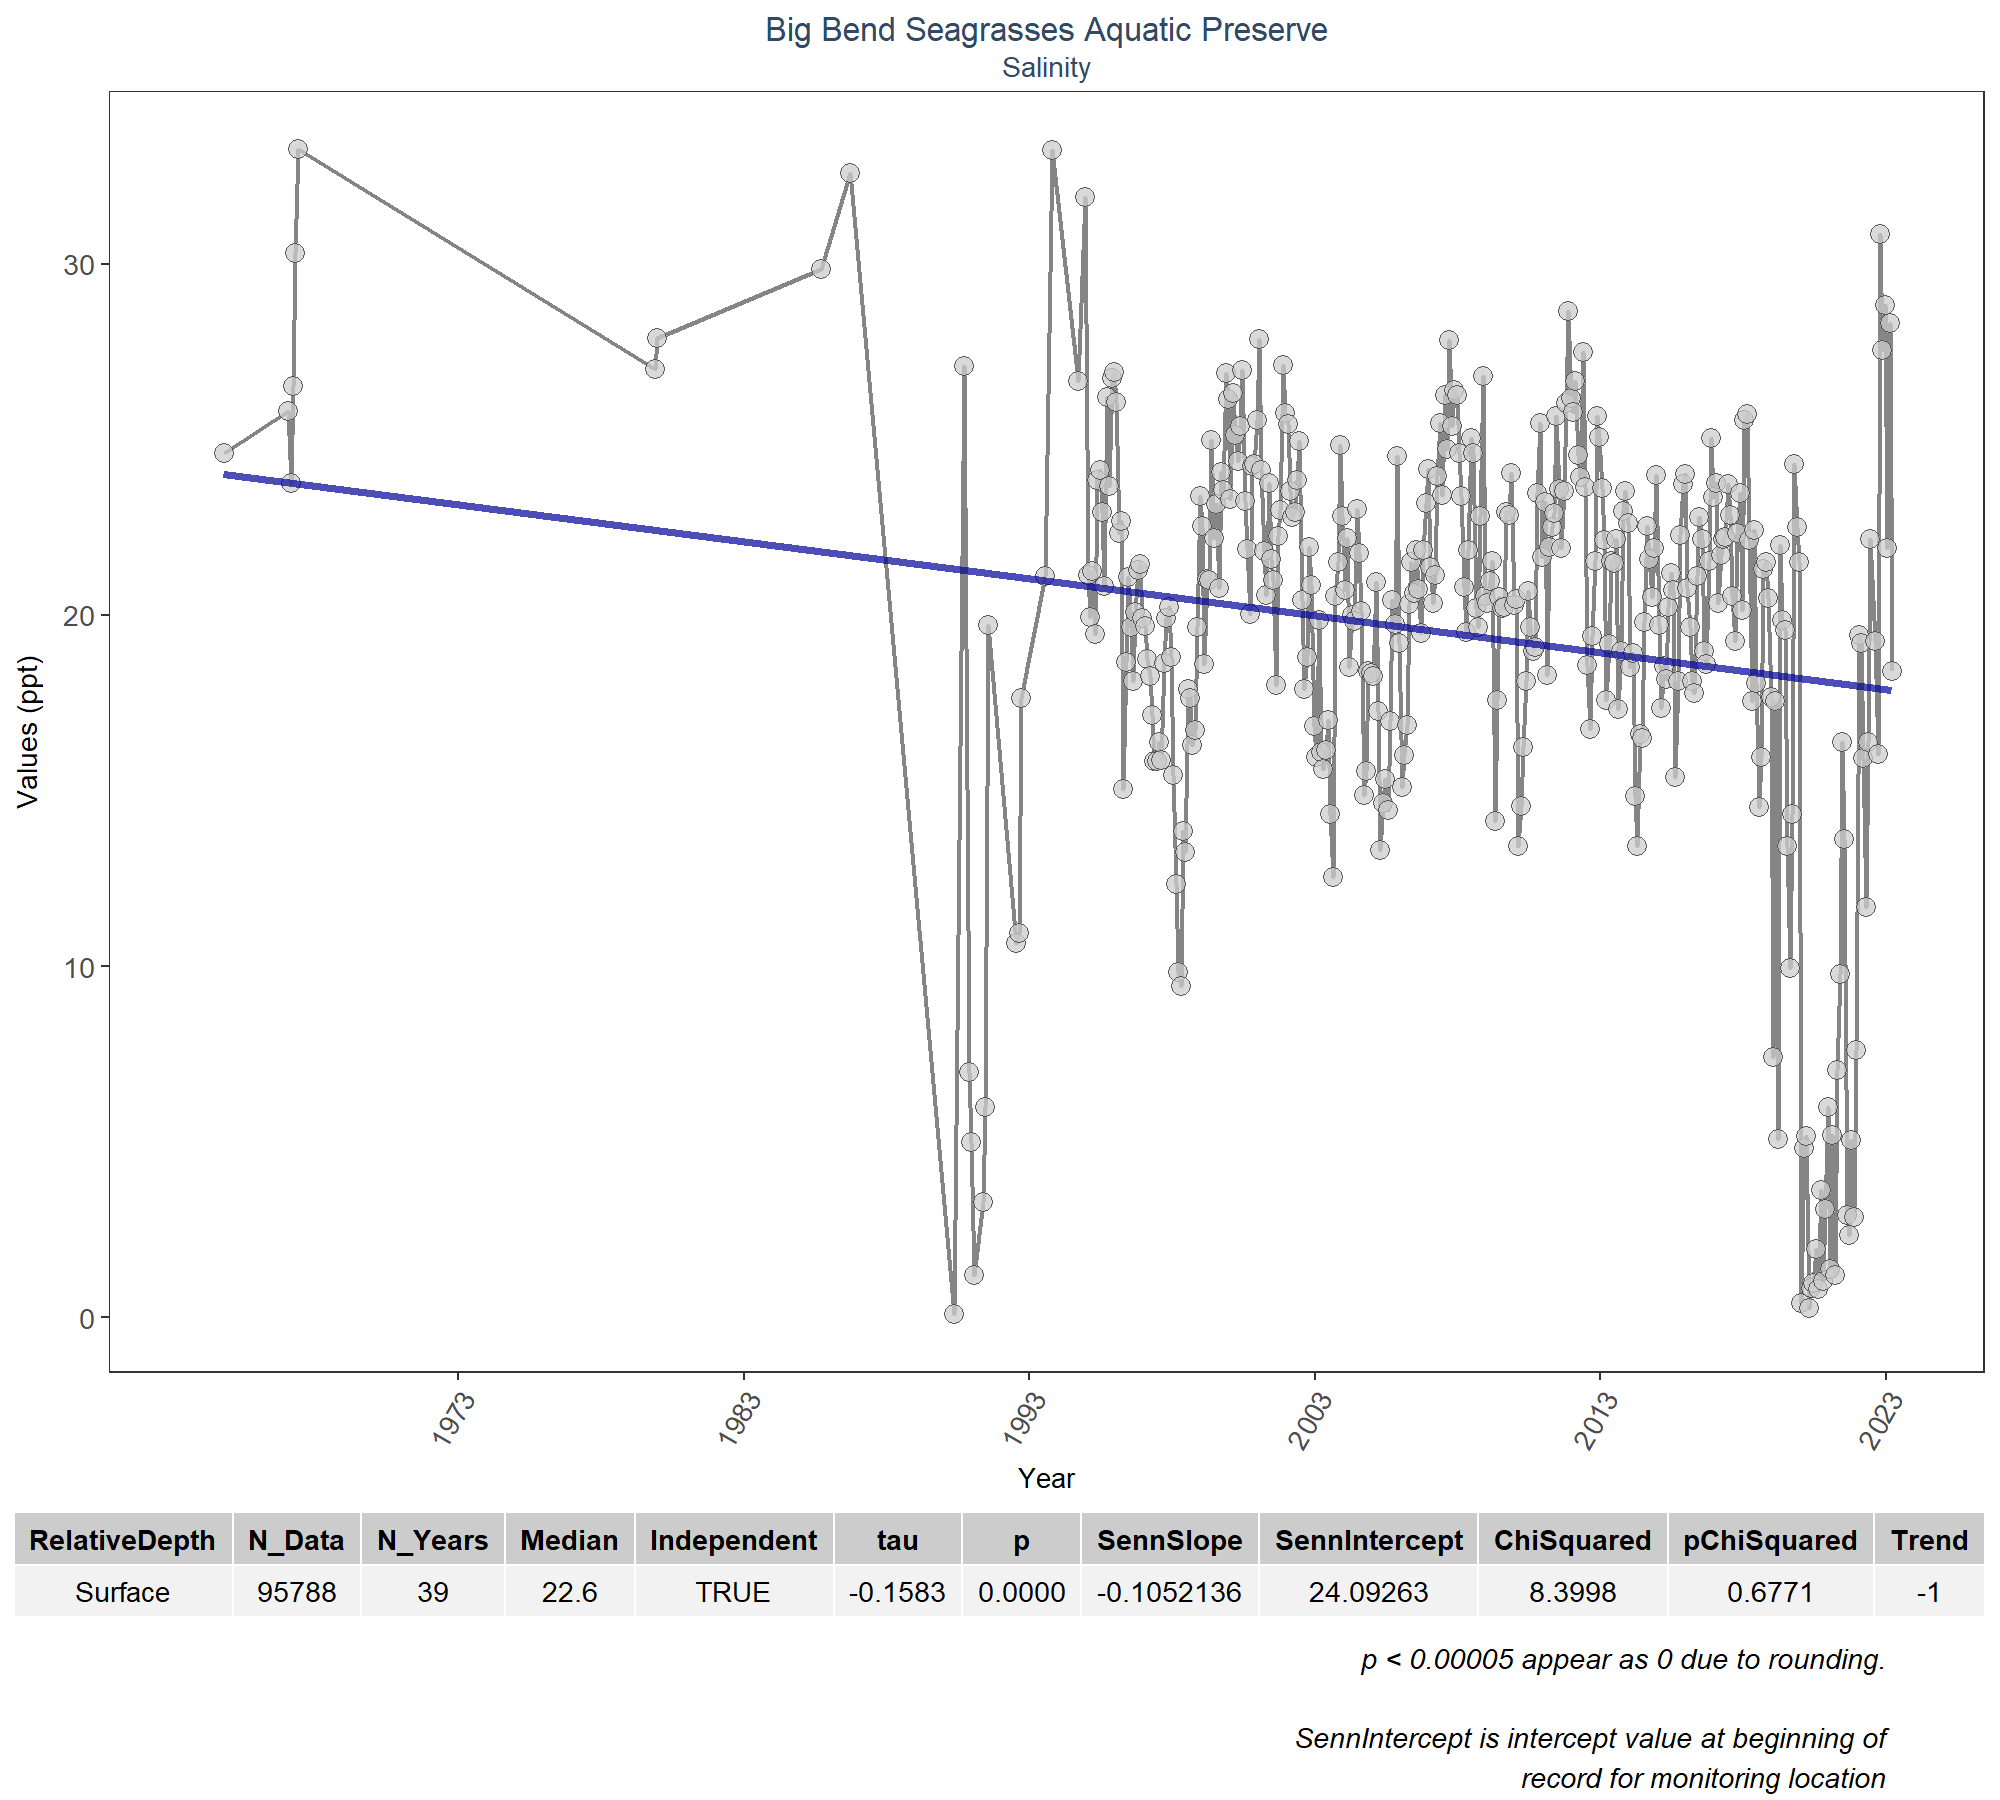 Big Bend Seagrasses Aquatic Preserve
Salinity
Values (ppt)
30
20
10
0
1973
1983
1993
2003
2013
2023
Year
RelativeDepth N_Data N_Years Median Independent tau p SennSlope SennIntercept ChiSquared pChiSquared Trend
Surface 95788 39 22.6 TRUE -0.1583 0.0000 -0.1052136 24.09263 8.3998 0.6771 -1
p < 0.00005 appear as 0 due to rounding.
SennIntercept is intercept value at beginning of
record for monitoring location